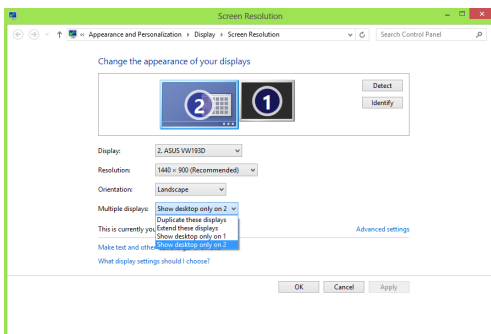 Screen Resolution
« Appearance and Personalization Display Screen Resolution Search Control Panel
Change the appearance of your displays
2 1
Detect
Identify
Display: 2. ASUS VW193D
Resolution: 1440 × 900 (Recommended)
Orientation: Landscape
Multiple displays: Show desktop only on 2
Duplicate these displays
This is currently you Extend these displays Advanced settings
Show desktop only on 1
Make text and othe Show desktop only on 2
What display settings should I choose?
OK Cancel Apply